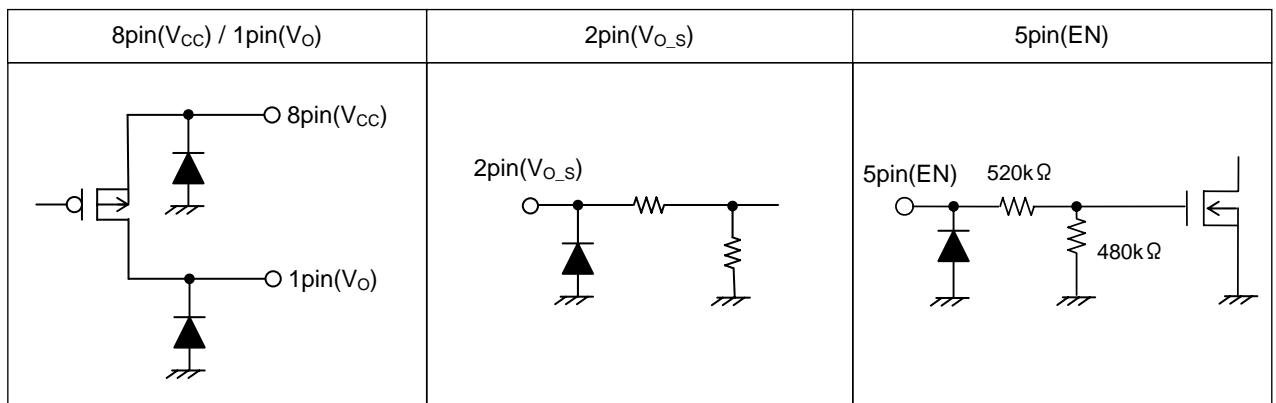 8pin(VCC) / 1pin(VO)
2pin(VO_S)
5pin(EN)
8pin(VCC)
1pin(VO)
2pin(VO_S)
5pin(EN)
520kΩ
480kΩ